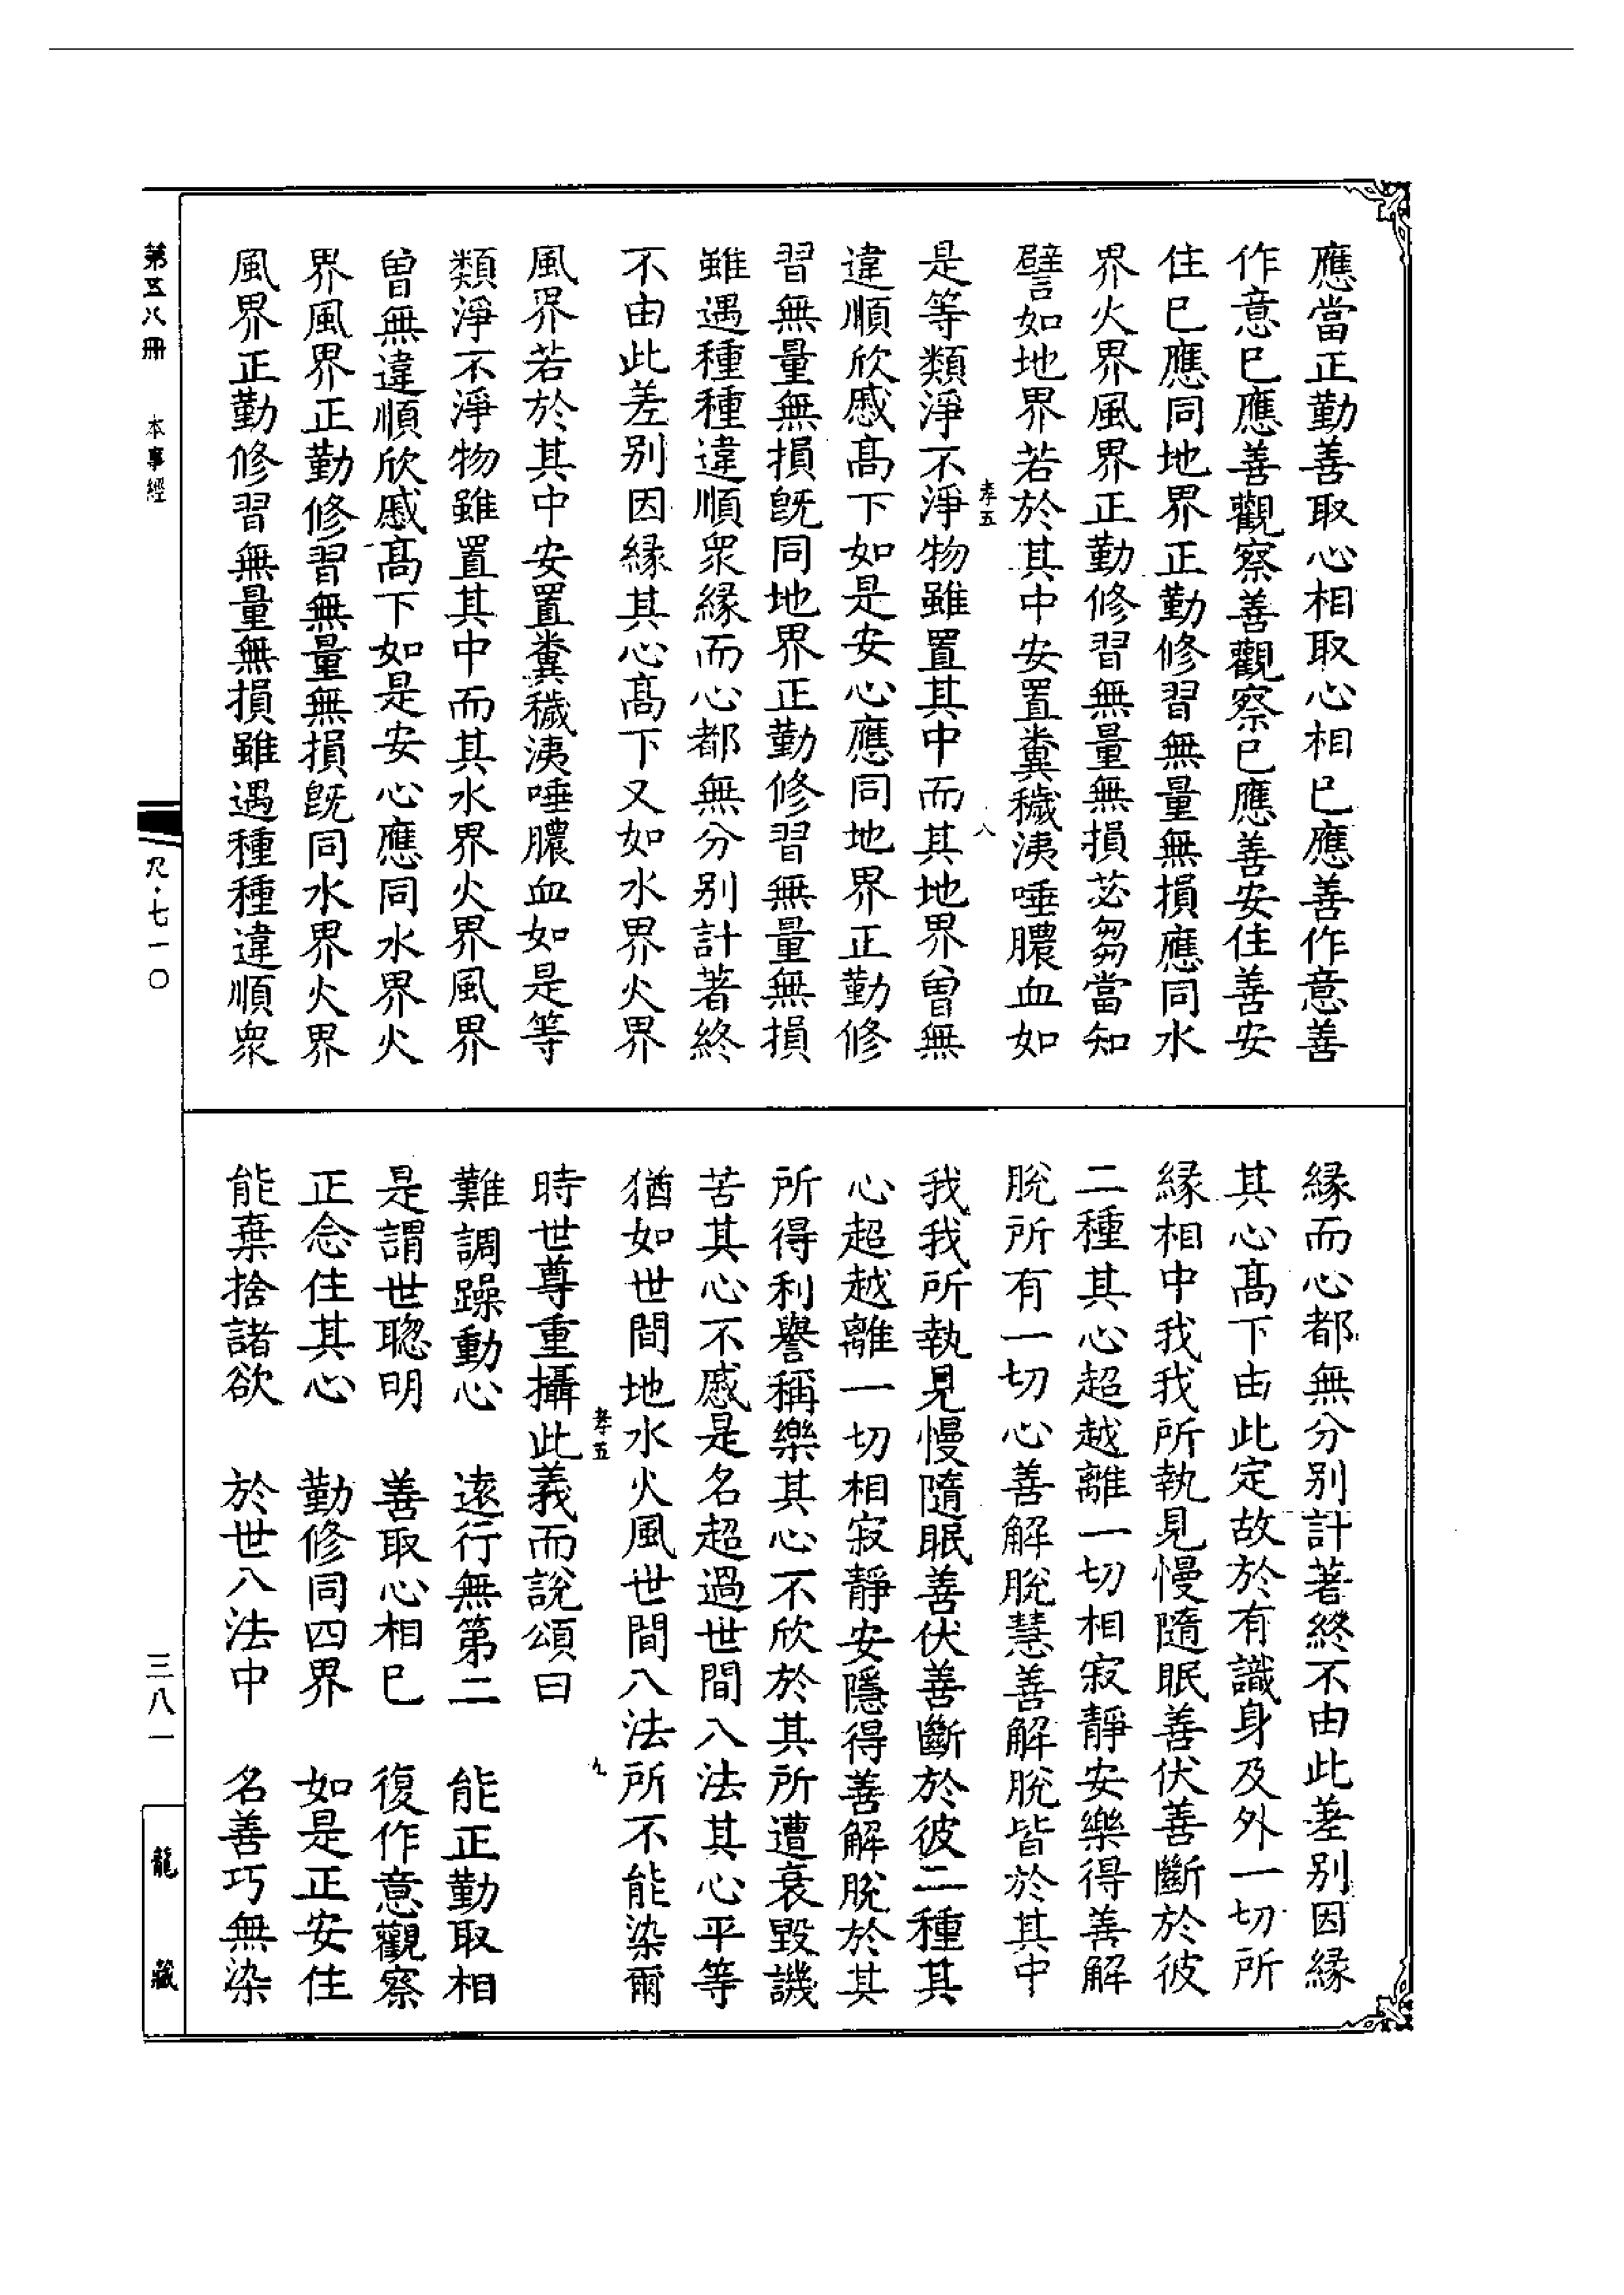 應當正勤善取心相取心相已應善作意善
作意已應善觀察善觀察已應善安住善安
住已應同地界正勤修習無量無損應同水
界火界風界正勤修習無量無損苾芻當知
譬如地界若於其中安置糞穢洟唾膿血如
孝五
八
是等類淨不淨物雖置其中而其地界曾無
違順欣慼髙下如是安心應同地界正勤修
習無量無損旣同地界正勤修習無量無損
雖遇種種違順衆緣而心都無分别計著終
不由此差别因緣其心髙下又如水界火界
風界若於其中安置糞穢洟唾膿血如是等
類淨不淨物雖置其中而其水界火界風界
曾無違順欣慼髙下如是安心應同水界火
界風界正勤修習無量無損旣同水界火界
風界正勤修習無量無損雖遇種種違順衆
緣而心都無分别計著終不由此差别因緣
其心髙下由此定故於有識身及外一切所
緣相中我我所執見慢隨眠善伏善斷於彼
二種其心超越離一切相寂靜安樂得善解
脫所有一切心善解脫慧善解脫皆於其中
我我所執見慢隨眠善伏善斷於彼二種其
心超越離一切相寂靜安隱得善解脫於其
所得利譽稱樂其心不欣於其所遭衰毀譏
苦其心不慼是名超過世間八法其心平等
猶如世間地水火風世間八法所不能染爾
孝五
九
時世尊重攝此義而說頌曰
難調躁動心　遠行無第二　能正勤取相
是謂世聦明　善取心相已　復作意觀察
正念住其心　勤修同四界　如是正安住
能棄捨諸欲　於世八法中　名善巧無染
第五八冊　本事經
尺·七一〇
三八一
龍藏